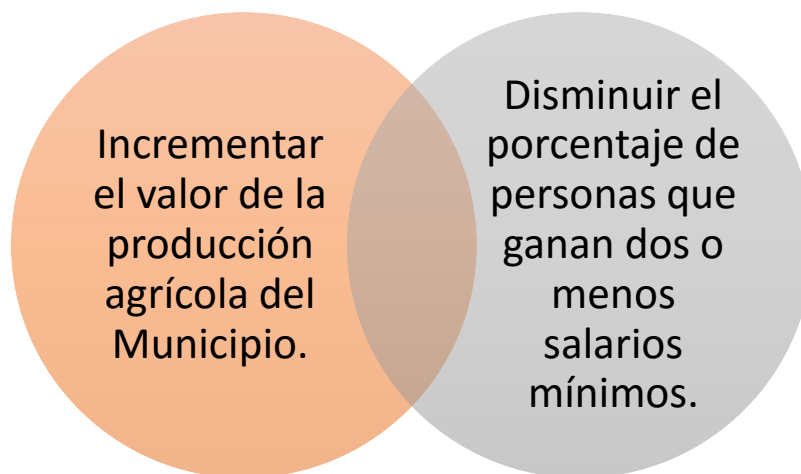 Incrementar
el valor de la
producción
agrícola del
Municipio.
Disminuir el
porcentaje de
personas que
ganan dos o
menos
salarios
mínimos.